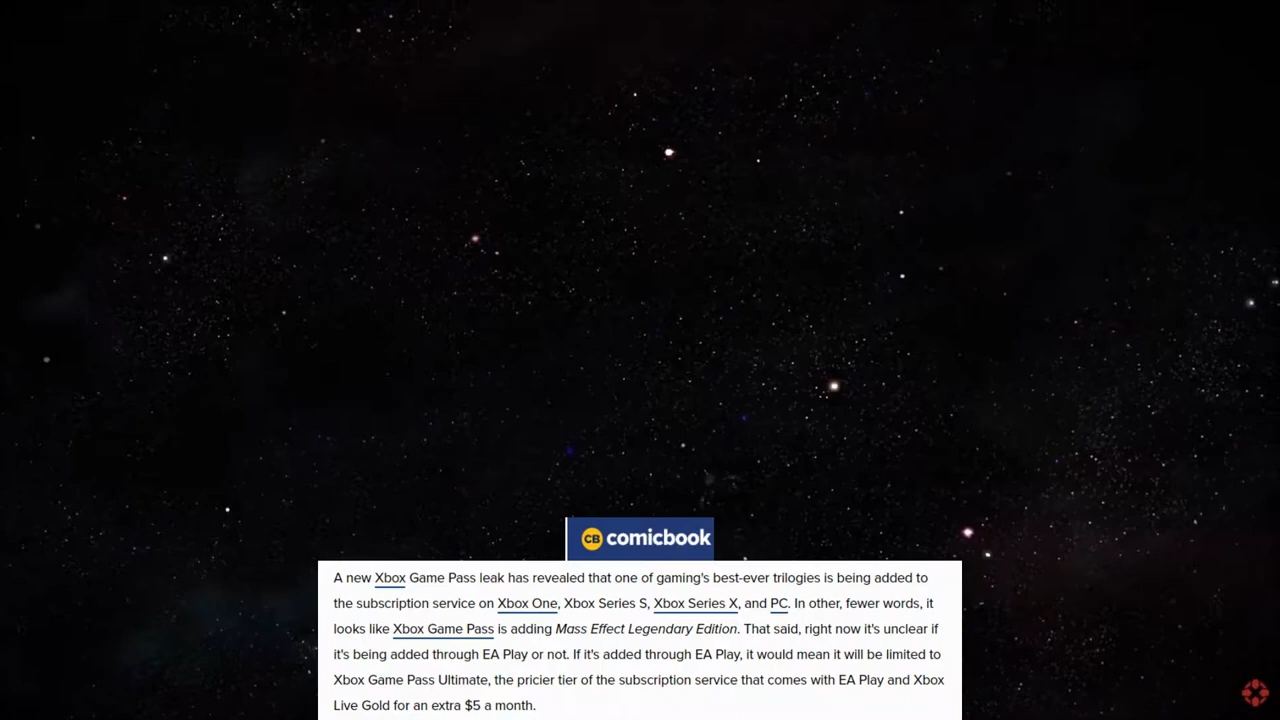 CB comicbook
A new Xbox Game Pass leak has revealed that one of gaming's best-ever trilogies is being added to
the subscription service on Xbox One, Xbox Series S, Xbox Series X, and PC. In other, fewer words, it
looks like Xbox Game Pass is adding Mass Effect Legendary Edition. That said, right now it's unclear if
it's being added through EA Play or not. If it's added through EA Play, it would mean it will be limited to
Xbox Game Pass Ultimate, the pricier tier of the subscription service that comes with EA Play and Xbox
Live Gold for an extra $5 a month.